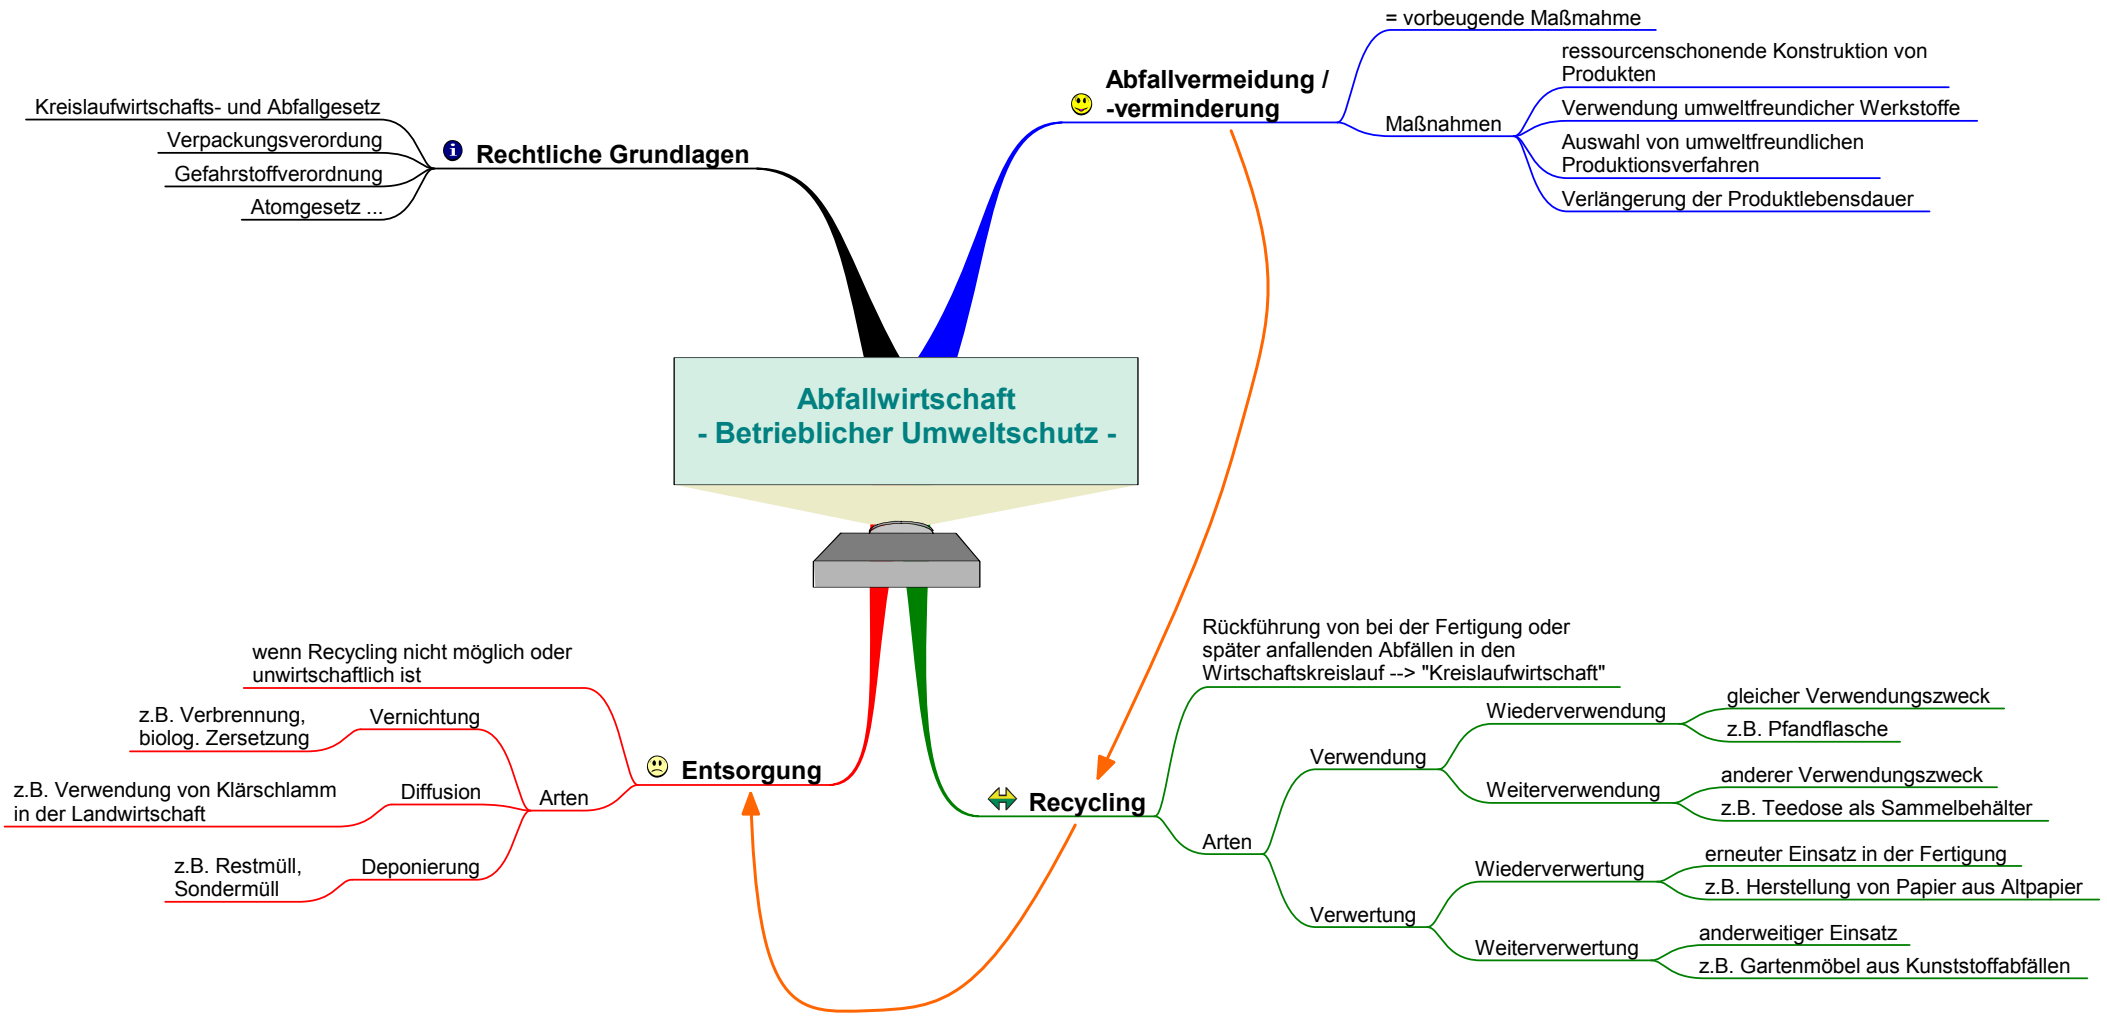 Abfallwirtschaft
- Betrieblicher Umweltschutz -
Rechtliche Grundlagen
Kreislaufwirtschafts- und Abfallgesetz
Verpackungsverordung
Gefahrstoffverordnung
Atomgesetz ...
Abfallvermeidung /
-verminderung
= vorbeugende Maßmahme
Maßnahmen
ressourcenschonende Konstruktion von
Produkten
Verwendung umweltfreundicher Werkstoffe
Auswahl von umweltfreundlichen
Produktionsverfahren
Verlängerung der Produktlebensdauer
Recycling
Rückführung von bei der Fertigung oder
später anfallenden Abfällen in den
Wirtschaftskreislauf --> "Kreislaufwirtschaft"
Arten
Verwendung
Wiederverwendung
gleicher Verwendungszweck
z.B. Pfandflasche
Weiterverwendung
anderer Verwendungszweck
z.B. Teedose als Sammelbehälter
Verwertung
Wiederverwertung
erneuter Einsatz in der Fertigung
z.B. Herstellung von Papier aus Altpapier
Weiterverwertung
anderweitiger Einsatz
z.B. Gartenmöbel aus Kunststoffabfällen
Entsorgung
wenn Recycling nicht möglich oder
unwirtschaftlich ist
Arten
Vernichtung
z.B. Verbrennung,
biolog. Zersetzung
Diffusion
z.B. Verwendung von Klärschlamm
in der Landwirtschaft
Deponierung
z.B. Restmüll,
Sondermüll